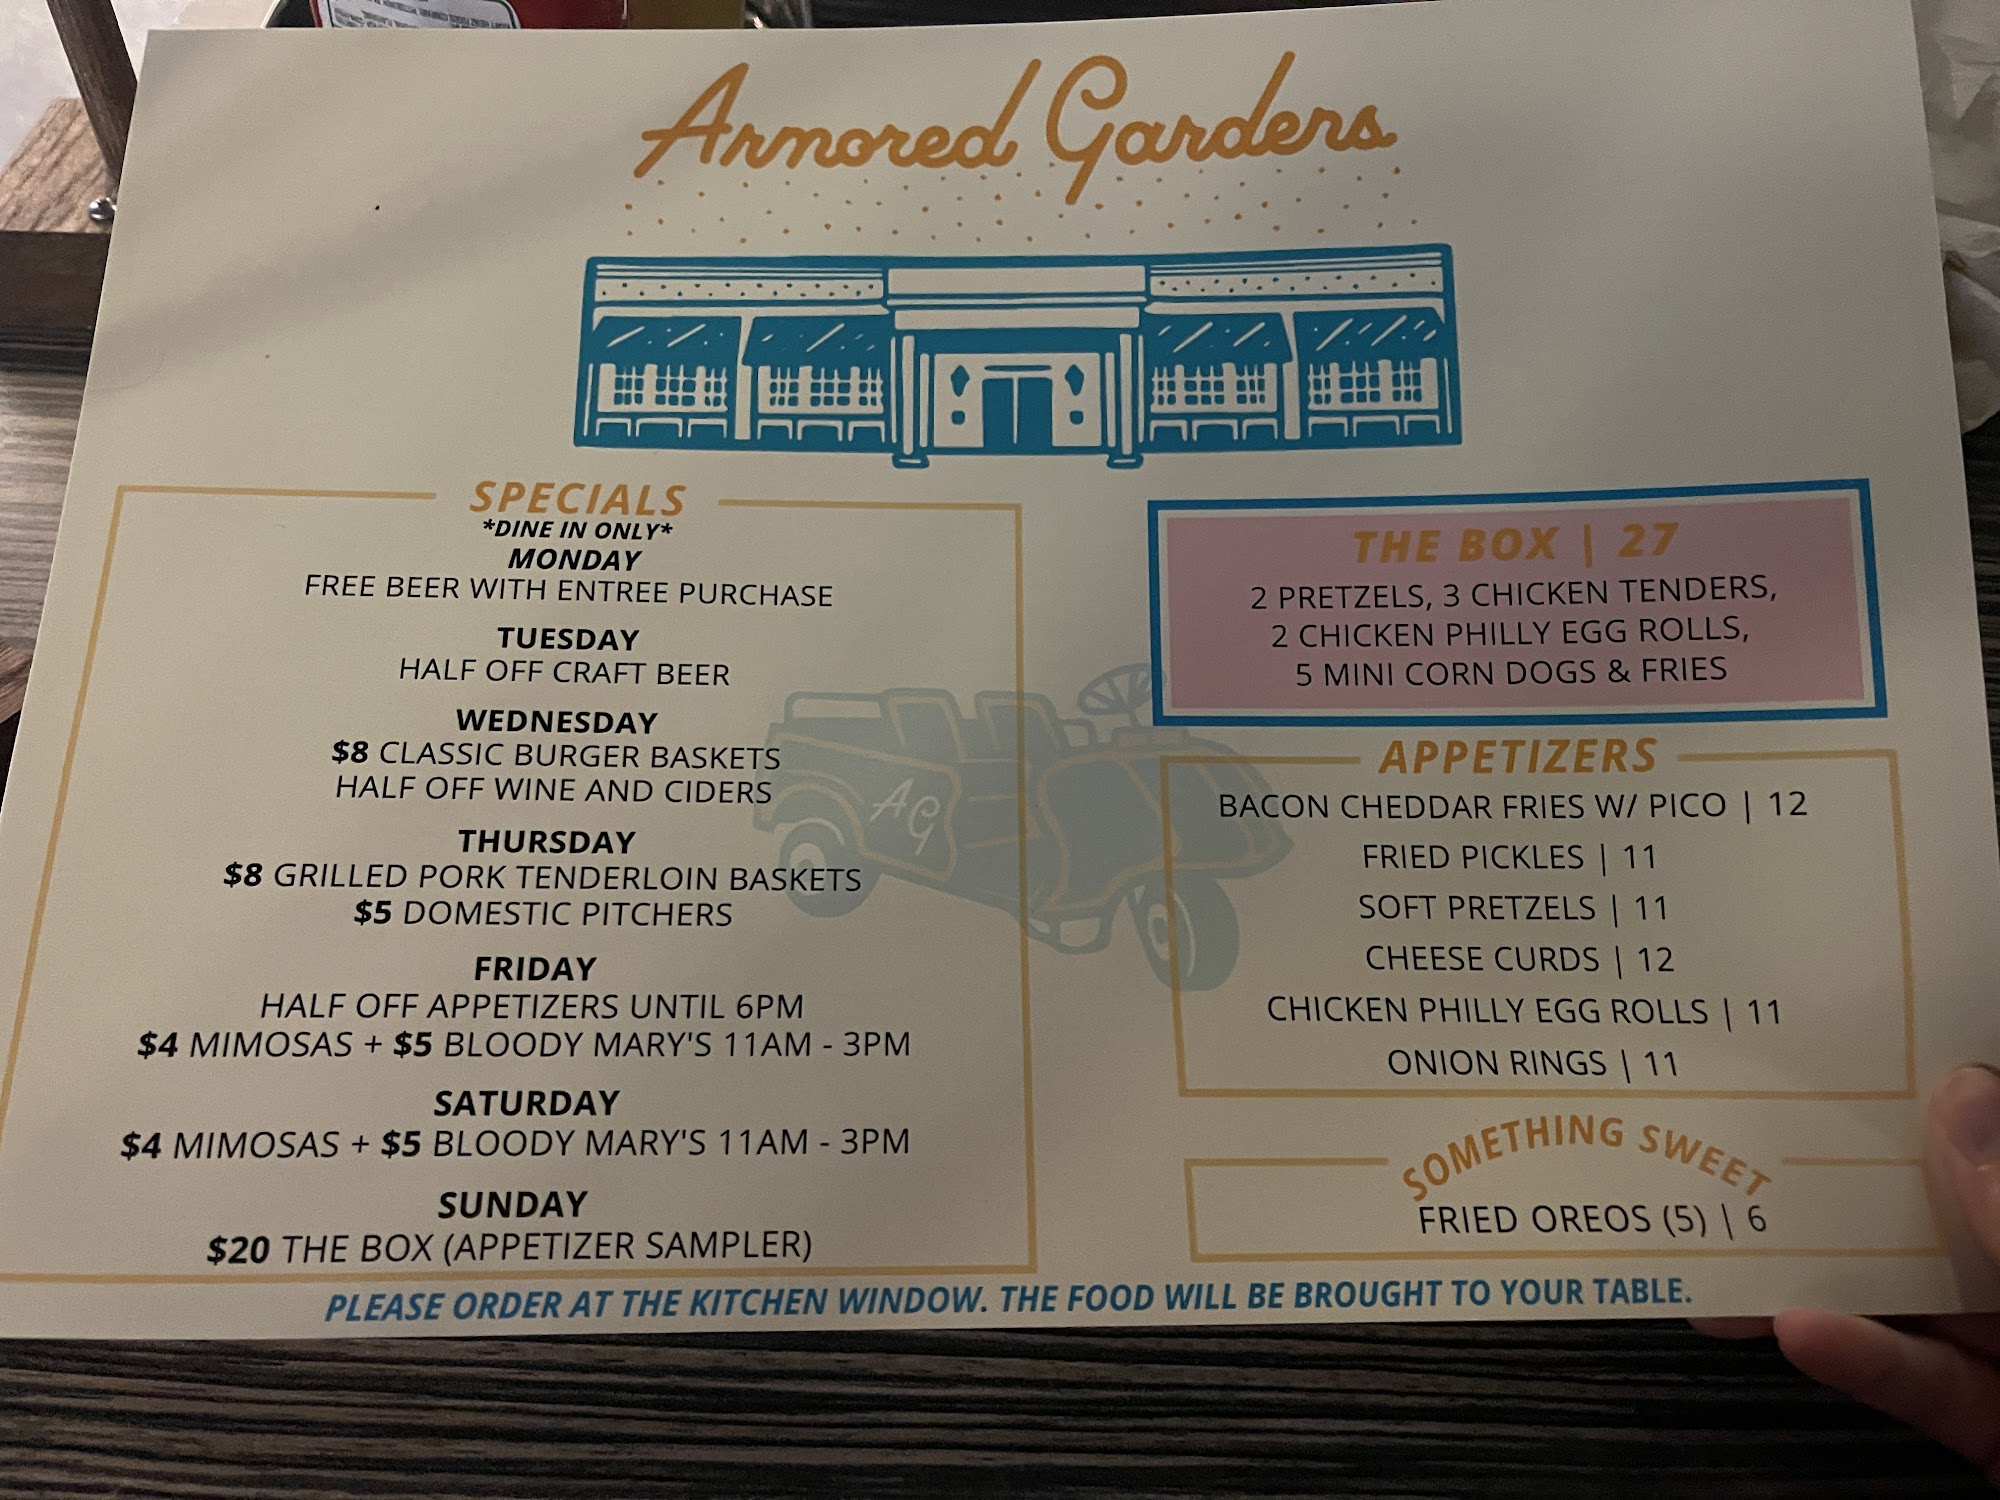 Armored Gardens
SPECIALS
*DINE IN ONLY*
MONDAY
FREE BEER WITH ENTREE PURCHASE
TUESDAY
HALF OFF CRAFT BEER
WEDNESDAY
$8 CLASSIC BURGER BASKETS
HALF OFF WINE AND CIDERS
THURSDAY
$8 GRILLED PORK TENDERLOIN BASKETS
$5 DOMESTIC PITCHERS
FRIDAY
HALF OFF APPETIZERS UNTIL 6PM
$4 MIMOSAS + $5 BLOODY MARY'S 11AM - 3PM
SATURDAY
$4 MIMOSAS + $5 BLOODY MARY'S 11AM - 3PM
SUNDAY
$20 THE BOX (APPETIZER SAMPLER)
AG
THE BOX | 27
2 PRETZELS, 3 CHICKEN TENDERS,
2 CHICKEN PHILLY EGG ROLLS,
5 MINI CORN DOGS & FRIES
APPETIZERS
BACON CHEDDAR FRIES W/ PICO | 12
FRIED PICKLES | 11
SOFT PRETZELS | 11
CHEESE CURDS | 12
CHICKEN PHILLY EGG ROLLS | 11
ONION RINGS | 11
SOMETHING SWEET
FRIED OREOS (5) | 6
PLEASE ORDER AT THE KITCHEN WINDOW. THE FOOD WILL BE BROUGHT TO YOUR TABLE.